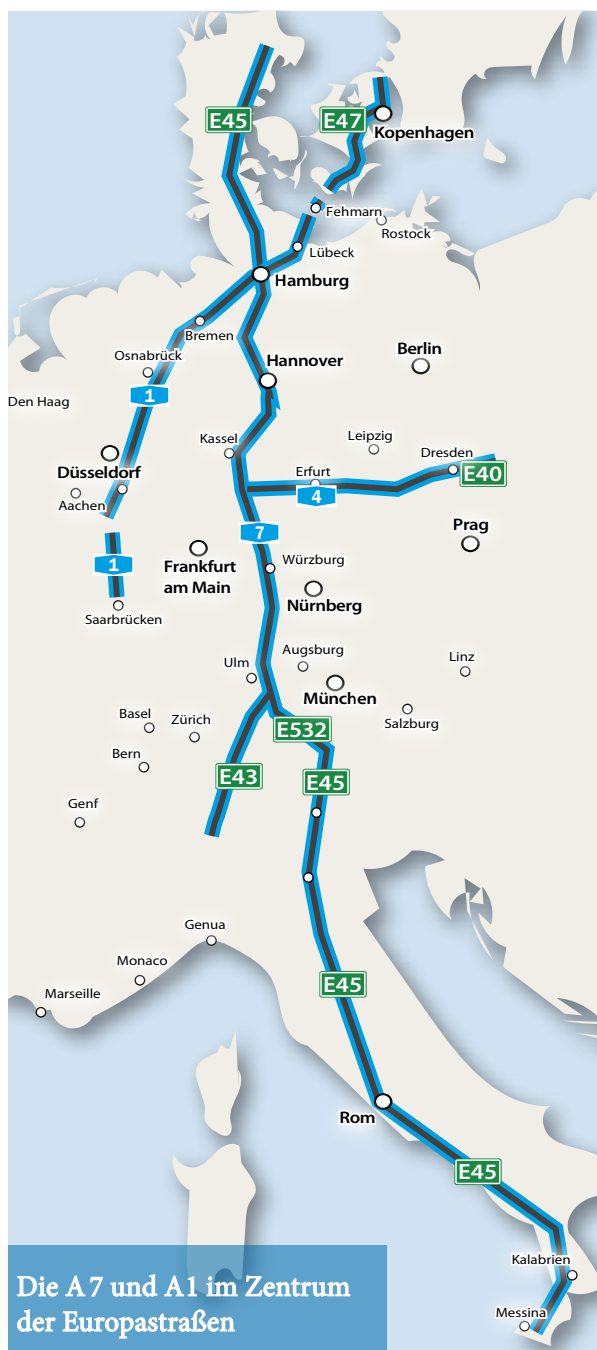 E45
E47
Kopenhagen
Fehmarn
Rostock
Lübeck
Hamburg
Bremen
Berlin
Osnabrück
Hannover
1
Den Haag
Kassel
Leipzig
Düsseldorf
Erfurt
Dresden
E40
4
Aachen
7
Prag
1
Frankfurt
am Main
Würzburg
Nürnberg
Saarbrücken
Ulm
Augsburg
Linz
München
Basel
Zürich
E532
Salzburg
Bern
E43
E45
Genf
Genua
Monaco
E45
Marseille
Rom
E45
Kalabrien
Messina
Die A 7 und A 1 im Zentrum
der Europastraßen